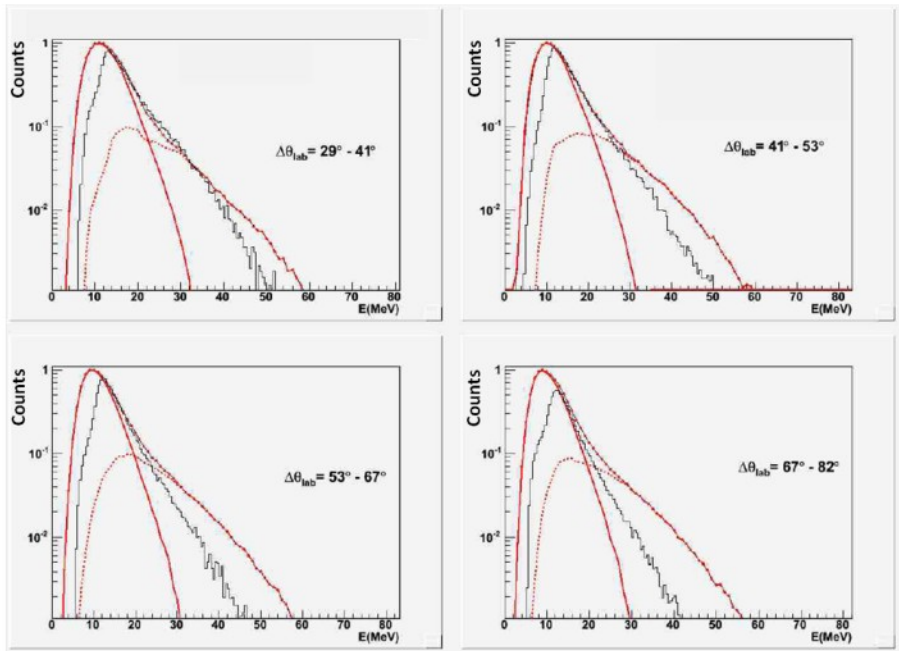 Counts
1
10⁻¹
10⁻²
Δθlab= 29° - 41°
0 10 20 30 40 50 60 70 80
E(MeV)
Counts
1
10⁻¹
10⁻²
Δθlab= 41° - 53°
0 10 20 30 40 50 60 70 80
E(MeV)
Counts
1
10⁻¹
10⁻²
Δθlab= 53° - 67°
0 10 20 30 40 50 60 70 80
E(MeV)
Counts
1
10⁻¹
10⁻²
Δθlab= 67° - 82°
0 10 20 30 40 50 60 70 80
E(MeV)